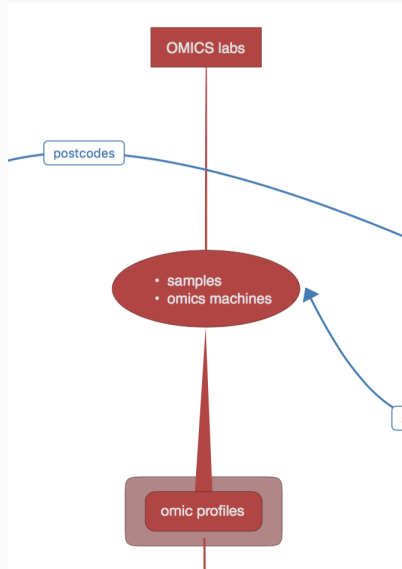 OMICS labs
postcodes
• samples
• omics machines
omic profiles